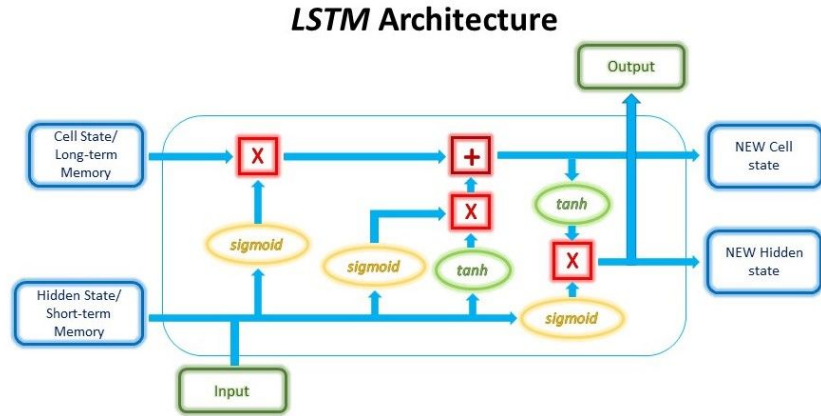 LSTM Architecture
Output
Cell State/
Long-term
Memory
X
+
NEW Cell
state
tanh
X
sigmoid
sigmoid
tanh
X
NEW Hidden
state
Hidden State/
Short-term
Memory
sigmoid
Input